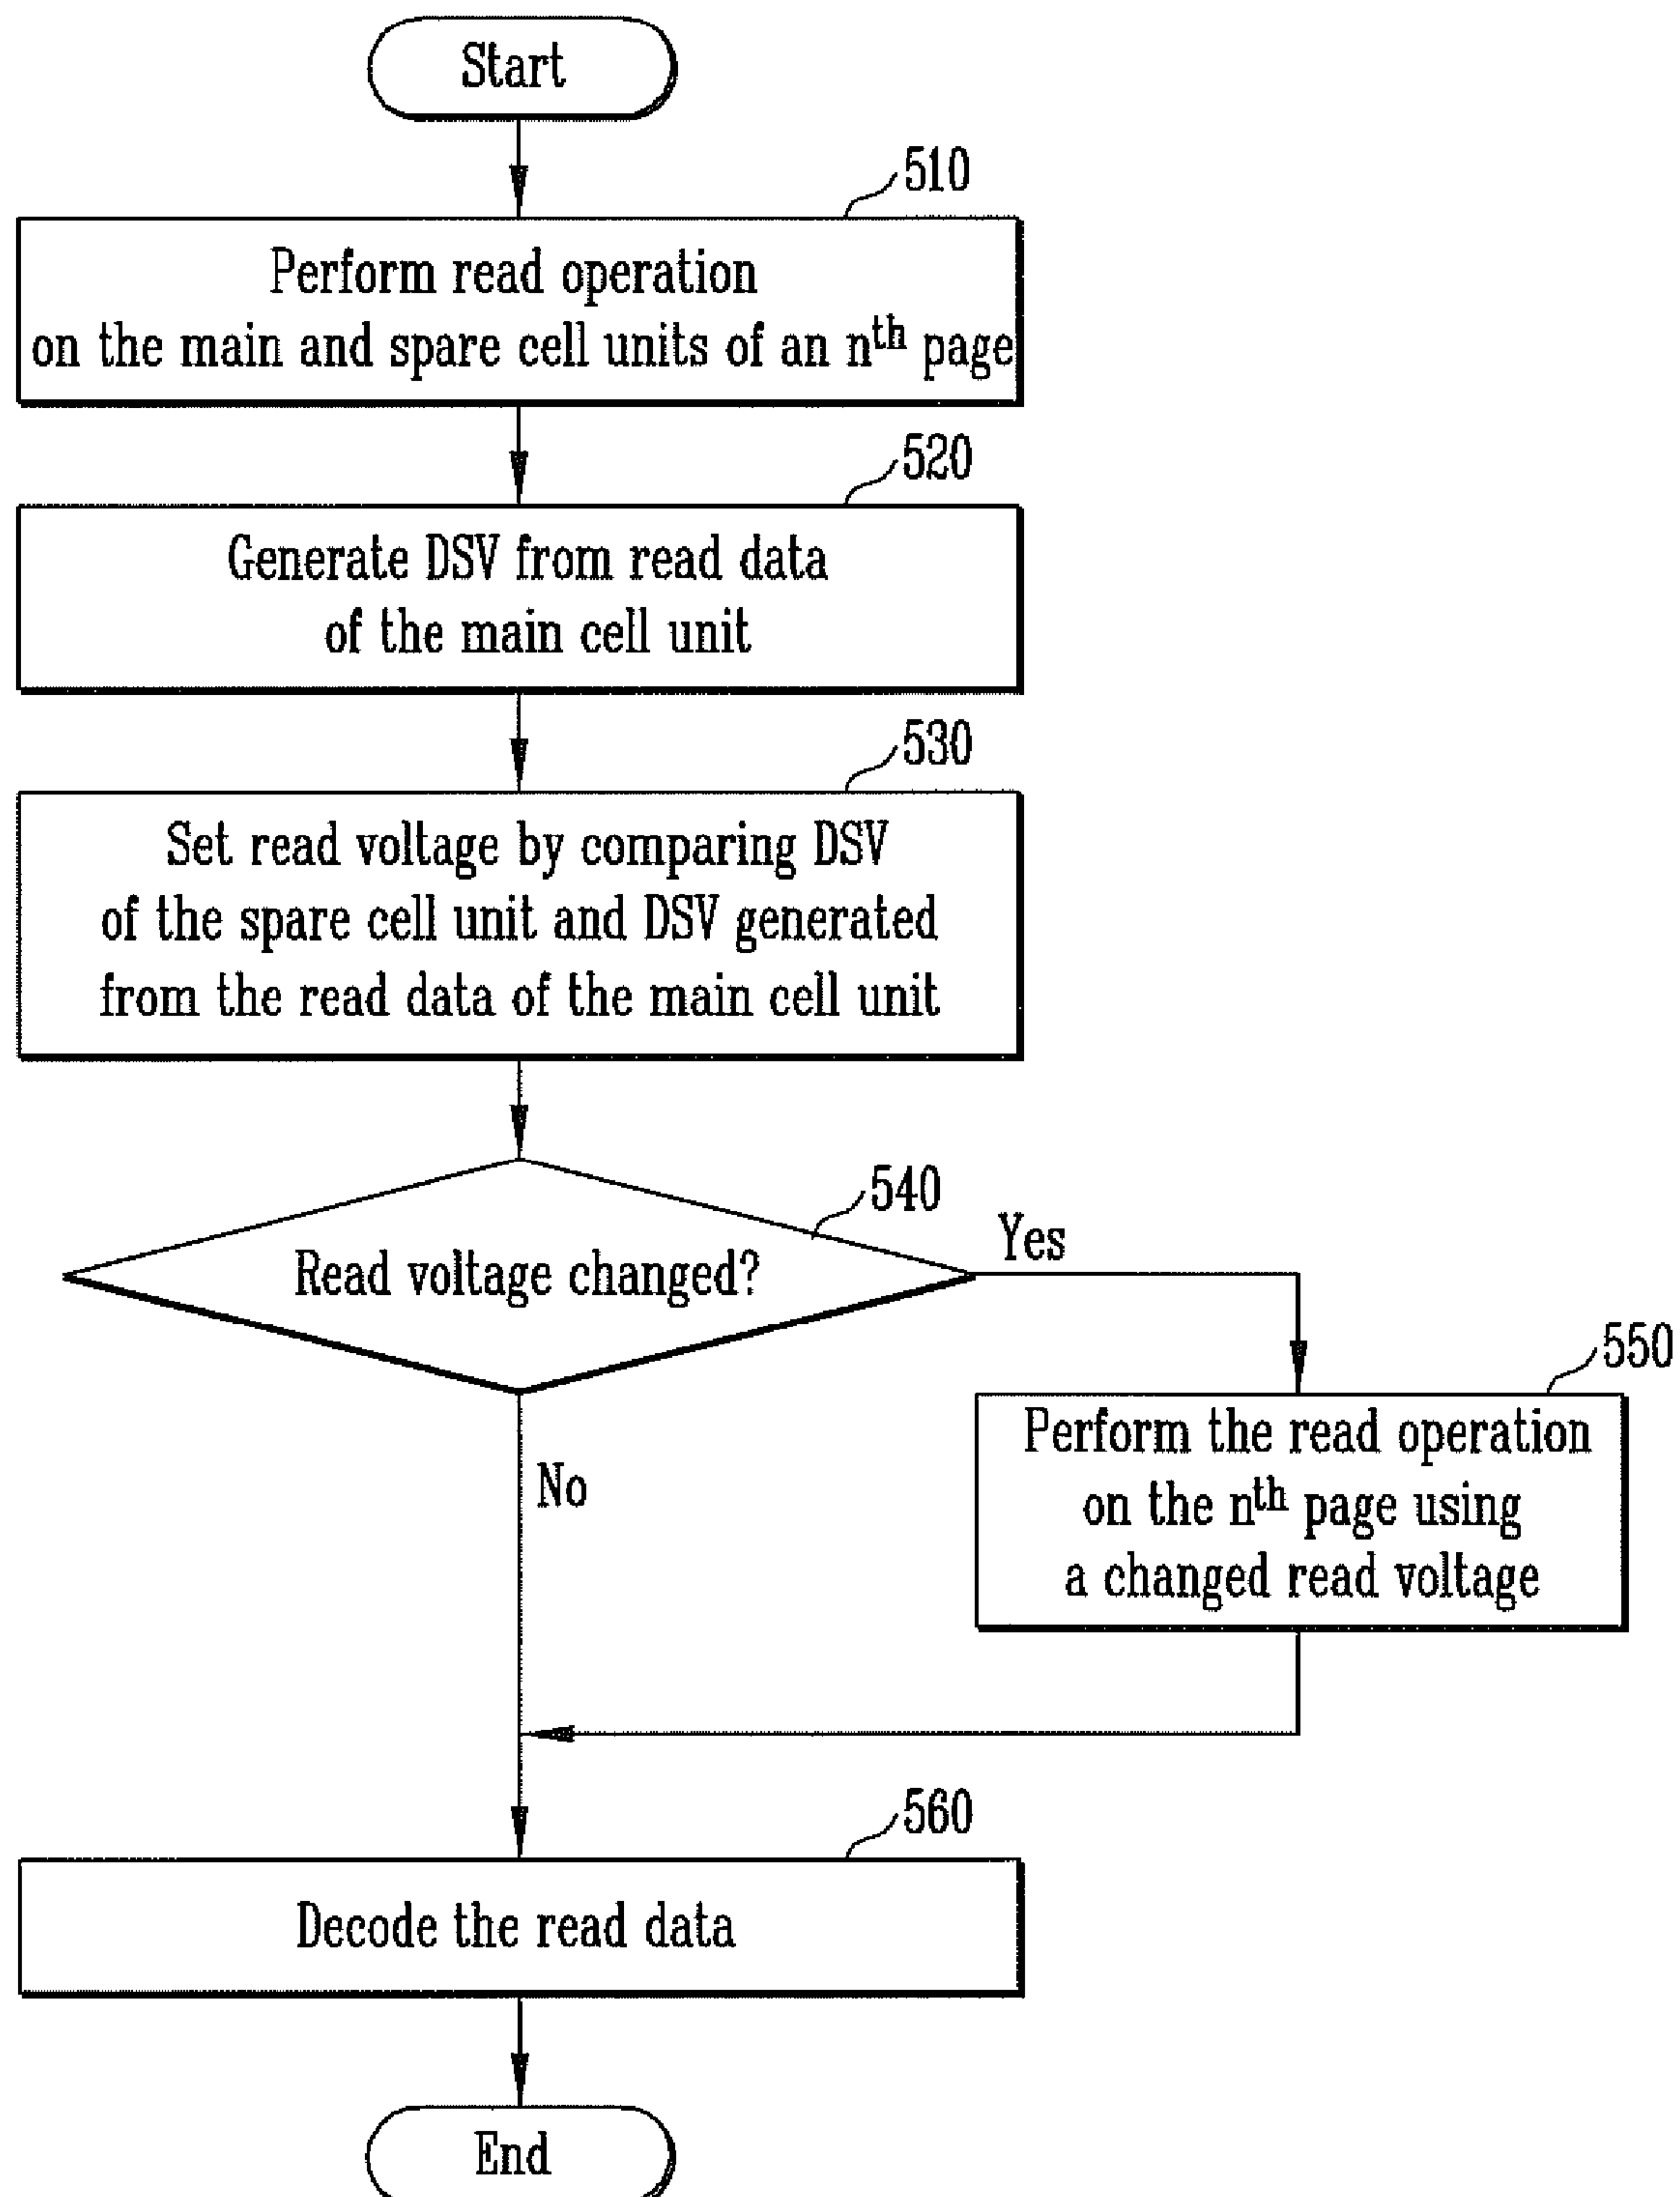 Start
510
Perform read operation
on the main and spare cell units of an nth page
520
Generate DSV from read data
of the main cell unit
530
Set read voltage by comparing DSV
of the spare cell unit and DSV generated
from the read data of the main cell unit
540
Read voltage changed?
Yes
550
Perform the read operation
on the nth page using
a changed read voltage
No
560
Decode the read data
End